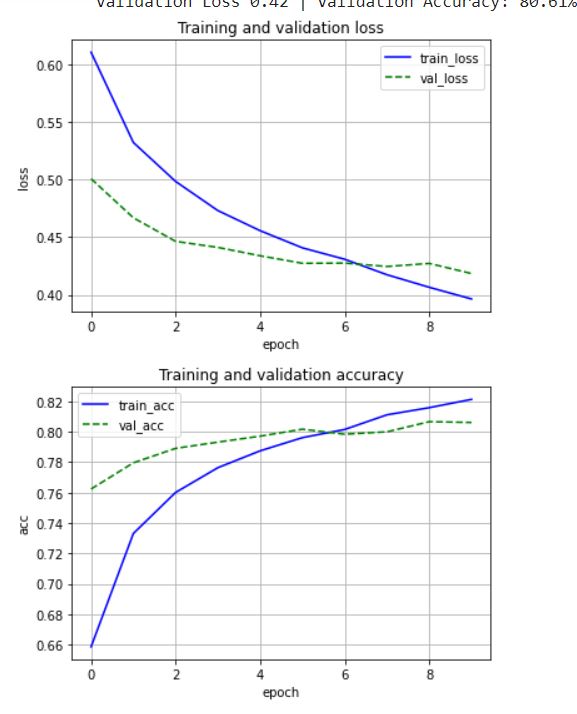 Validation Loss 0.42 | Validation Accuracy: 80.61%
Training and validation loss
train_loss
val_loss
0.60
0.55
0.50
0.45
0.40
loss
0 2 4 6 8
epoch
Training and validation accuracy
train_acc
val_acc
0.82
0.80
0.78
0.76
0.74
0.72
0.70
0.68
0.66
acc
0 2 4 6 8
epoch